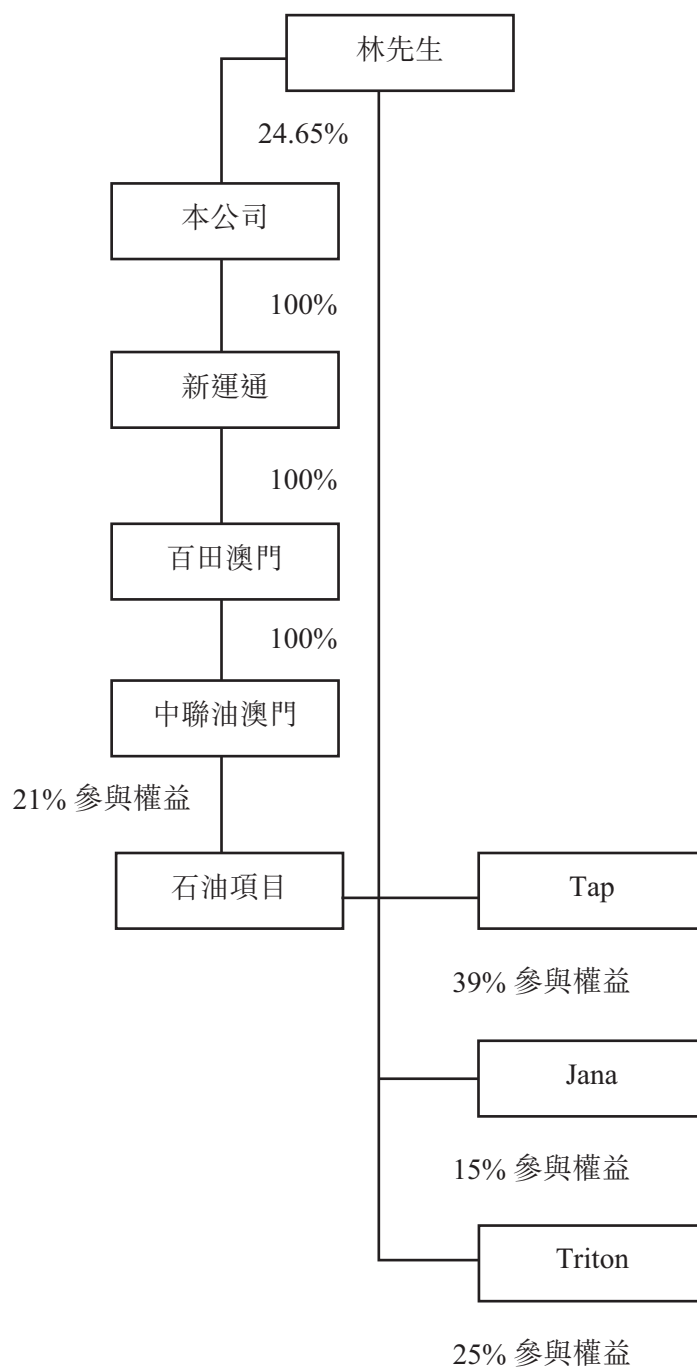 林先生
24.65%
本公司
100%
新運通
100%
百田澳門
100%
中聯油澳門
21% 參與權益
石油項目
Tap
39% 參與權益
Jana
15% 參與權益
Triton
25% 參與權益